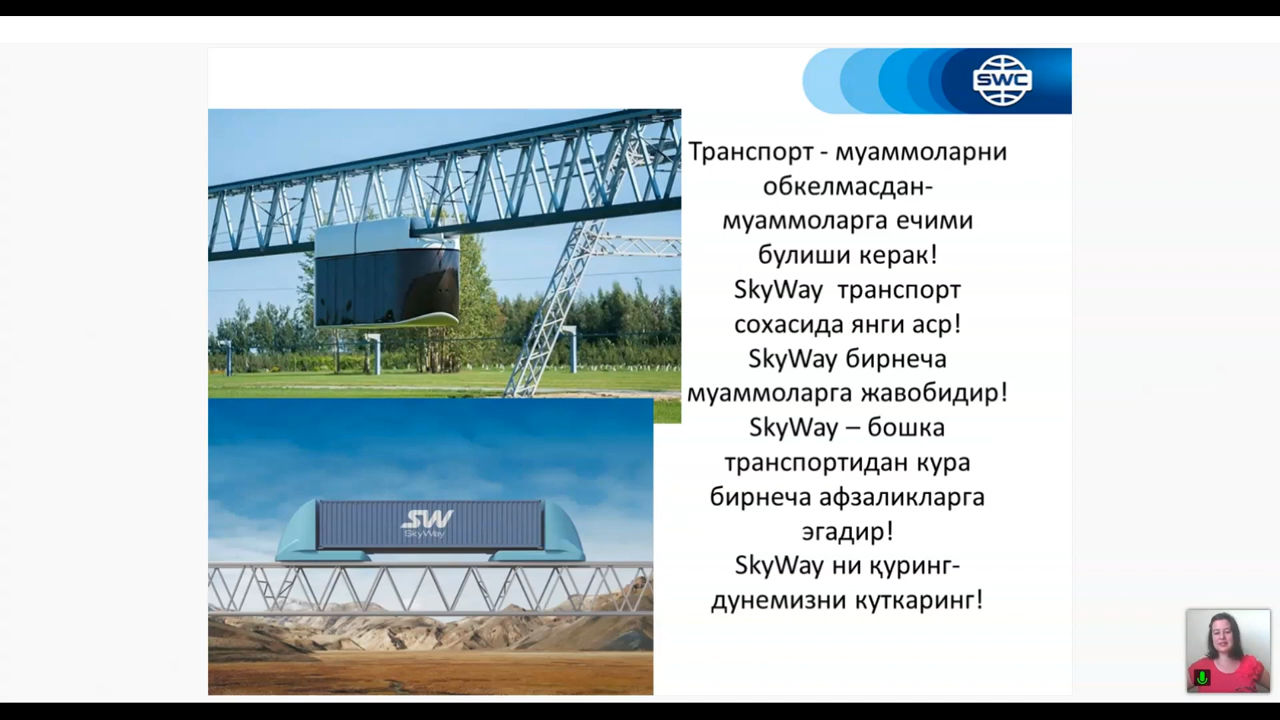 SWC
Транспорт - муаммоларни
обкелмасдан-
муаммоларга ечими
булиши керак!
SkyWay транспорт
сохасида янги аср!
SkyWay бирнеча
муаммоларга жавобидир!
SkyWay – бошка
транспортидан кура
бирнеча афзаликларга
эгадир!
SkyWay ни қуринг-
дунемизни куткаринг!
SW
SkyWay